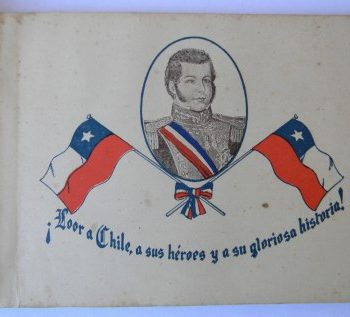 ¡Loor a Chile, a sus héroes y a su gloriosa historia!